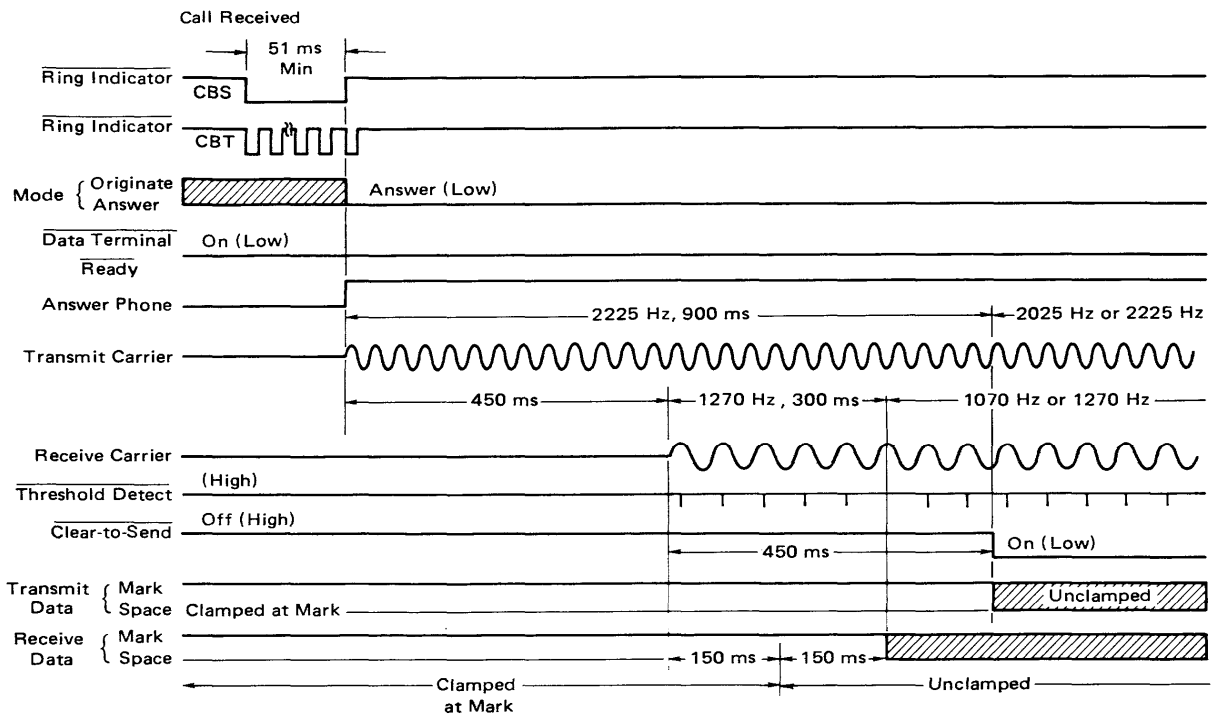 Call Received
51 ms
Min
Ring Indicator
CBS
Ring Indicator
CBT
Mode { Originate
Answer
Answer (Low)
Data Terminal
Ready
On (Low)
Answer Phone
2225 Hz, 900 ms
2025 Hz or 2225 Hz
Transmit Carrier
450 ms
1270 Hz, 300 ms
1070 Hz or 1270 Hz
Receive Carrier
(High)
Threshold Detect
Off (High)
Clear-to-Send
450 ms
On (Low)
Transmit
Data { Mark
Space
Clamped at Mark
Unclamped
Receive
Data { Mark
Space
150 ms
150 ms
Clamped
at Mark
Unclamped